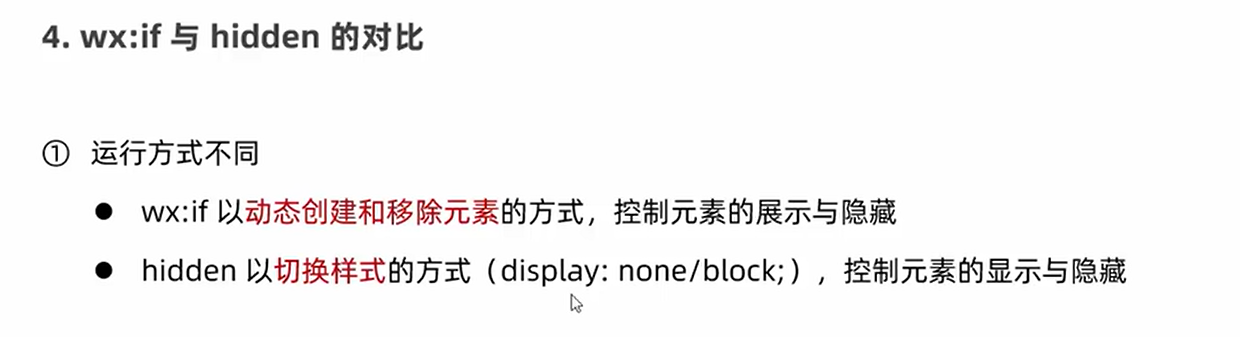 4. wx:if 与 hidden 的对比
① 运行方式不同
● wx:if 以动态创建和移除元素的方式，控制元素的展示与隐藏
● hidden 以切换样式的方式（display: none/block;），控制元素的显示与隐藏